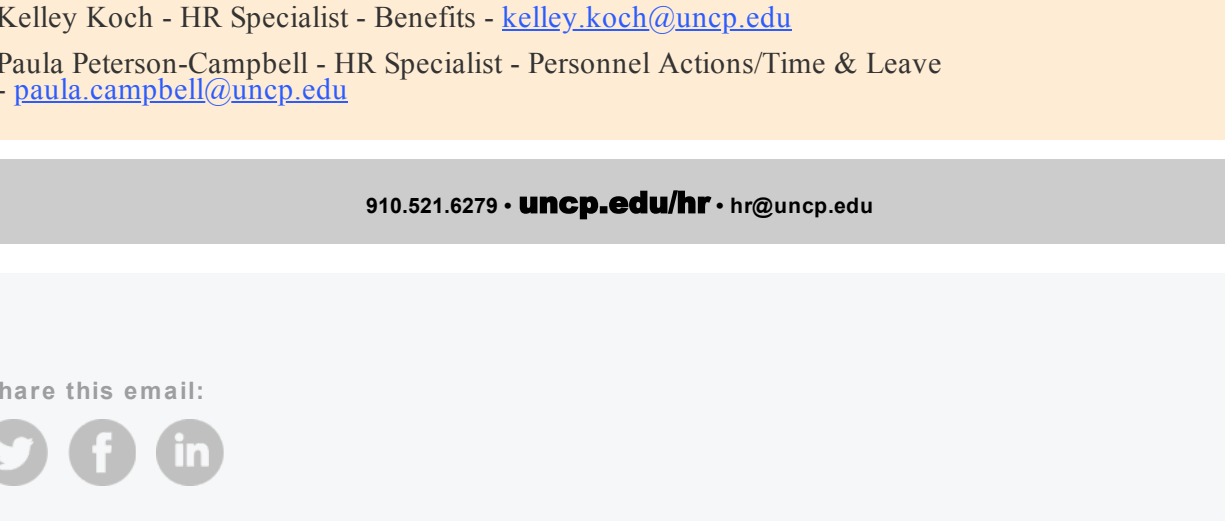 Kelley Koch - HR Specialist - Benefits - kelley.koch@uncp.edu
Paula Peterson-Campbell - HR Specialist - Personnel Actions/Time & Leave
- paula.campbell@uncp.edu
910.521.6279 • uncp.edu/hr • hr@uncp.edu
hare this email: